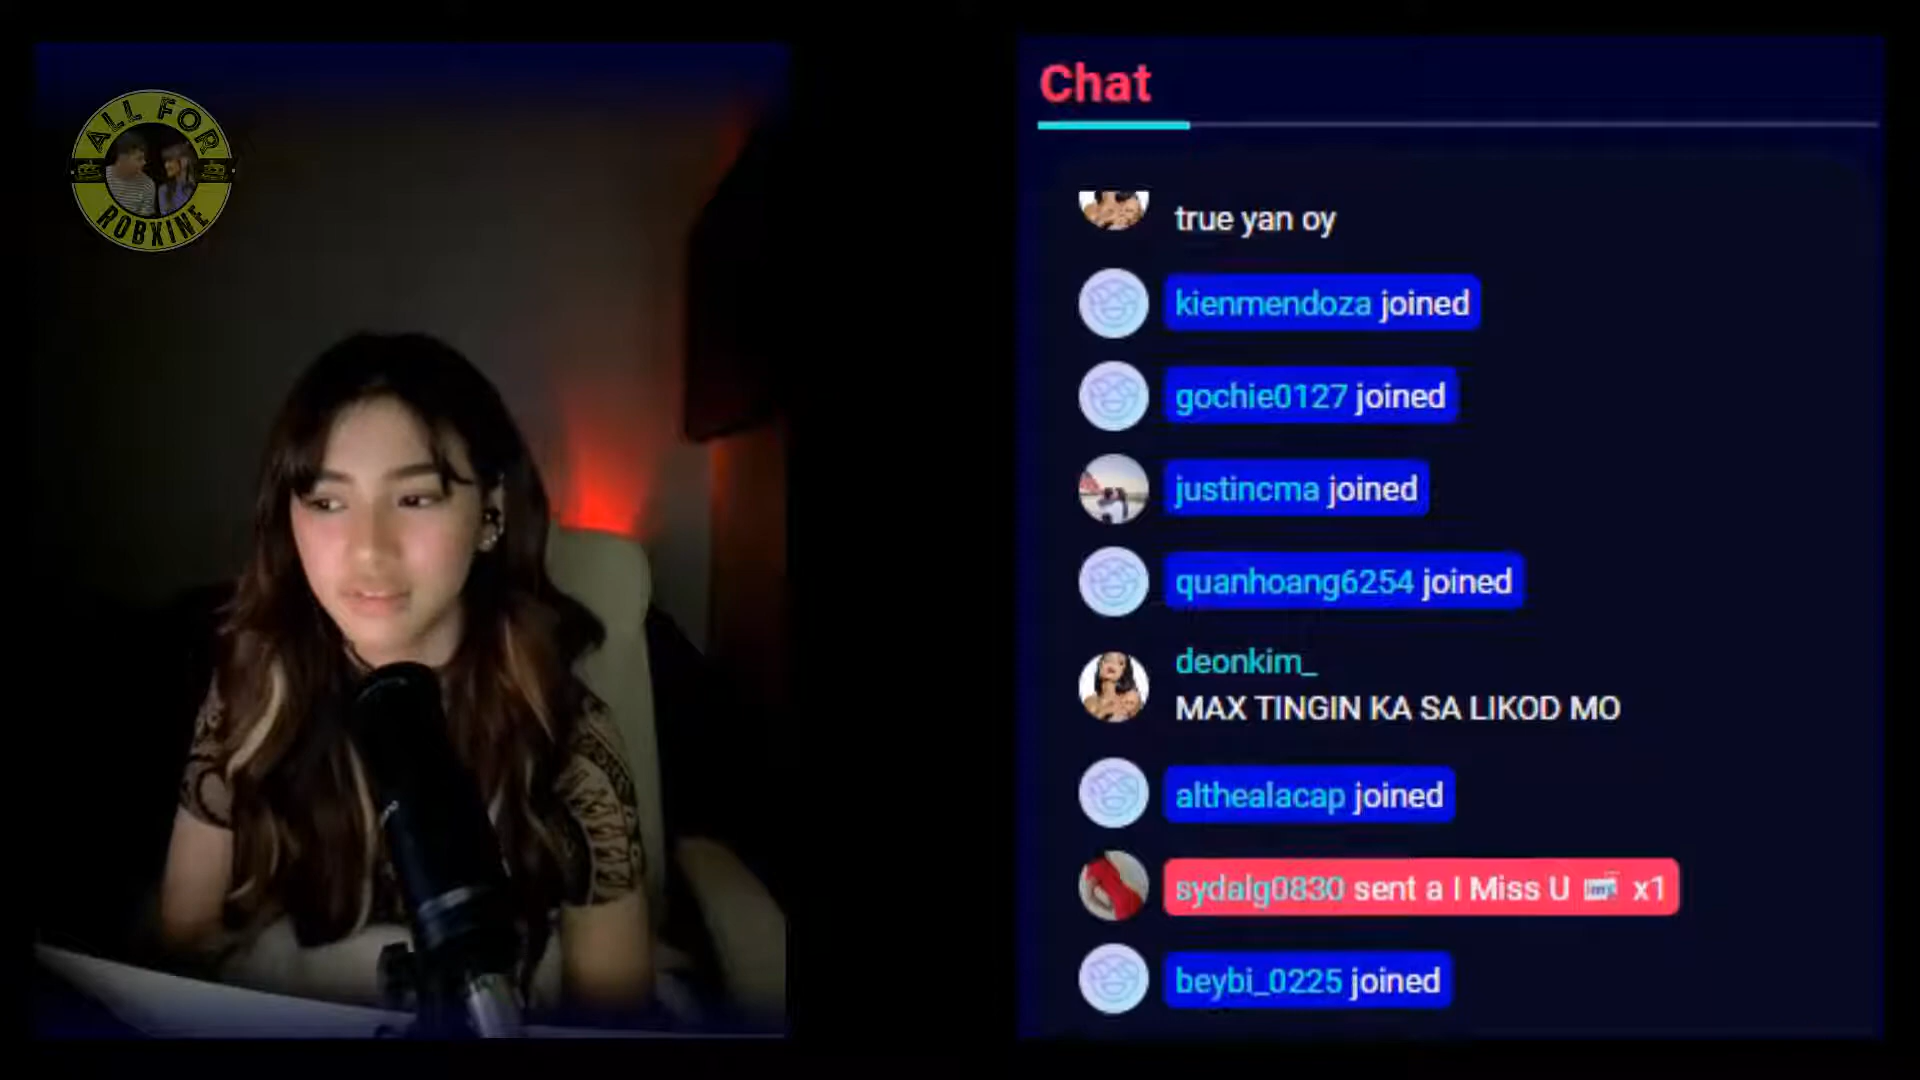 ALL FOR
ROBXINE
Chat
true yan oy
kienmendoza joined
gochie0127 joined
justincma joined
quanhoang6254 joined
deonkim_
MAX TINGIN KA SA LIKOD MO
althealacap joined
sydalg0830 sent a I Miss U x1
beybi_0225 joined